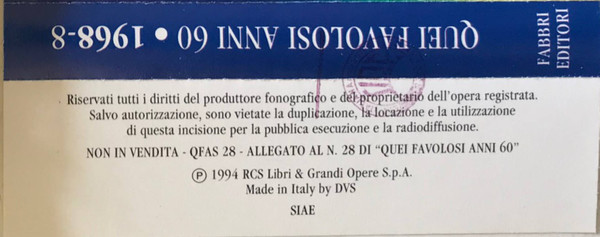 QUEI FAVOLOSI ANNI 60 • 1968-8
FABBRI
EDITORI
Riservati tutti i diritti del produttore fonografico e del proprietario dell'opera registrata.
Salvo autorizzazione, sono vietate la duplicazione, la locazione e la utilizzazione
di questa incisione per la pubblica esecuzione e la radiodiffusione.
NON IN VENDITA - QFAS 28 - ALLEGATO AL N. 28 DI "QUEI FAVOLOSI ANNI 60"
Ⓟ 1994 RCS Libri & Grandi Opere S.p.A.
Made in Italy by DVS
SIAE